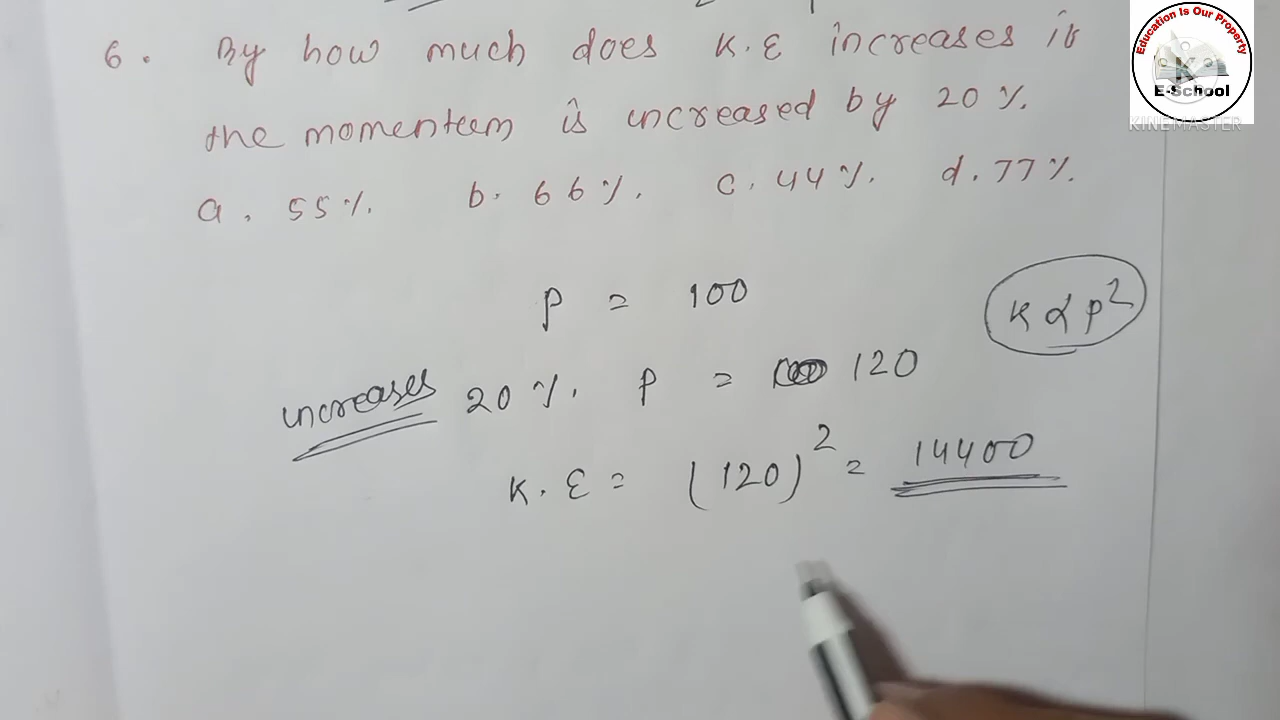 Education Is Our Property
K
E-School
KINEMASTER
6. By how much does K.E increases is
the momentum is increased by 20%.
a. 55%. b. 66%. c. 44%. d. 77%.
P = 100
K α P²
increases 20%. P = 120
K.E = (120)² = 14400